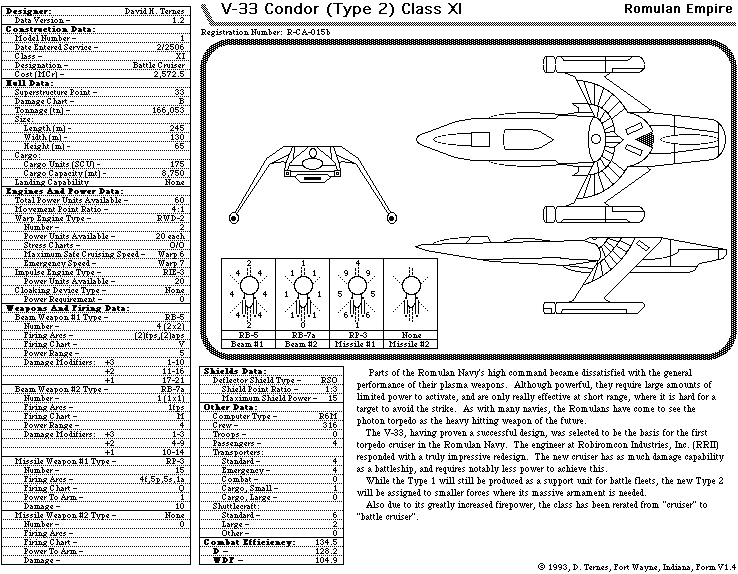 Designer: David H. Ternes
Data Version - 1.2
Construction Data:
Model Number - 1
Date Entered Service - 2/2506
Class - XI
Designation - Battle Cruiser
Cost (MCr) - 2,572.5
Hull Data:
Superstructure Point - 33
Damage Chart - B
Tonnage (tn) - 166,053
Size:
Length (m) - 245
Width (m) - 130
Height (m) - 65
Cargo:
Cargo Units (SCU) - 175
Cargo Capacity (mt) - 8,750
Landing Capability None
Engines And Power Data:
Total Power Units Available - 60
Movement Point Ratio - 4:1
Warp Engine Type - RWD-2
Number - 2
Power Units Available - 20 each
Stress Charts - O/O
Maximum Safe Cruising Speed - Warp 6
Emergency Speed - Warp 7
Impulse Engine Type - RIE-3
Power Units Available - 20
Cloaking Device Type - None
Power Requirement - 0
Weapons And Firing Data:
Beam Weapon #1 Type - RB-5
Number - 4 (2x2)
Firing Arcs - (2)fps,(2)aps
Firing Chart - V
Power Range - 5
Damage Modifiers: +3 1-10
+2 11-16
+1 17-21
Beam Weapon #2 Type - RB-7a
Number - 1 (1x1)
Firing Arcs - 1fps
Firing Chart - M
Power Range - 4
Damage Modifiers: +3 1-3
+2 4-9
+1 10-14
Missile Weapon #1 Type - RP-3
Number - 15
Firing Arcs - 4f,5p,5s,1a
Firing Chart - O
Power To Arm - 1
Damage - 10
Missile Weapon #2 Type - None
Number - 0
Firing Arcs -
Firing Chart -
Power To Arm -
Damage -
V-33 Condor (Type 2) Class XI
Romulan Empire
Registration Number: R-CA-015b
2 1 4
4 4 1 1 9 9
4 4 1 1 5 5
4 4 1 1 6 6
2 0 1
RB-5 RB-7a RP-3 None
Beam #1 Beam #2 Missile #1 Missile #2
Shields Data:
Deflector Shield Type - RSO
Shield Point Ratio - 1:3
Maximum Shield Power - 15
Other Data:
Computer Type - R6M
Crew - 316
Troops - 0
Passengers - 4
Transporters:
Standard - 4
Emergency - 4
Combat - 0
Cargo, Small - 1
Cargo, Large - 1
Shuttlecraft:
Standard - 6
Large - 2
Other - 0
Combat Efficiency: 134.5
D - 128.2
WDF - 104.9
Parts of the Romulan Navy's high command became dissatisfied with the general
performance of their plasma weapons. Although powerful, they require large amounts of
limited power to activate, and are only really effective at short range, where it is hard for a
target to avoid the strike. As with many navies, the Romulans have come to see the
photon torpedo as the heavy hitting weapon of the future.
The V-33, having proven a successful design, was selected to be the basis for the first
torpedo cruiser in the Romulan Navy. The engineer at Robiromcon Industries, Inc. (RRII)
responded with a truly impressive redesign. The new cruiser has as much damage capability
as a battleship, and requires notably less power to achieve this.
While the Type 1 will still be produced as a support unit for battle fleets, the new Type 2
will be assigned to smaller forces where its massive armament is needed.
Also due to its greatly increased firepower, the class has been rerated from "cruiser" to
"battle cruiser".
© 1993, D. Ternes, Fort Wayne, Indiana, Form V1.4